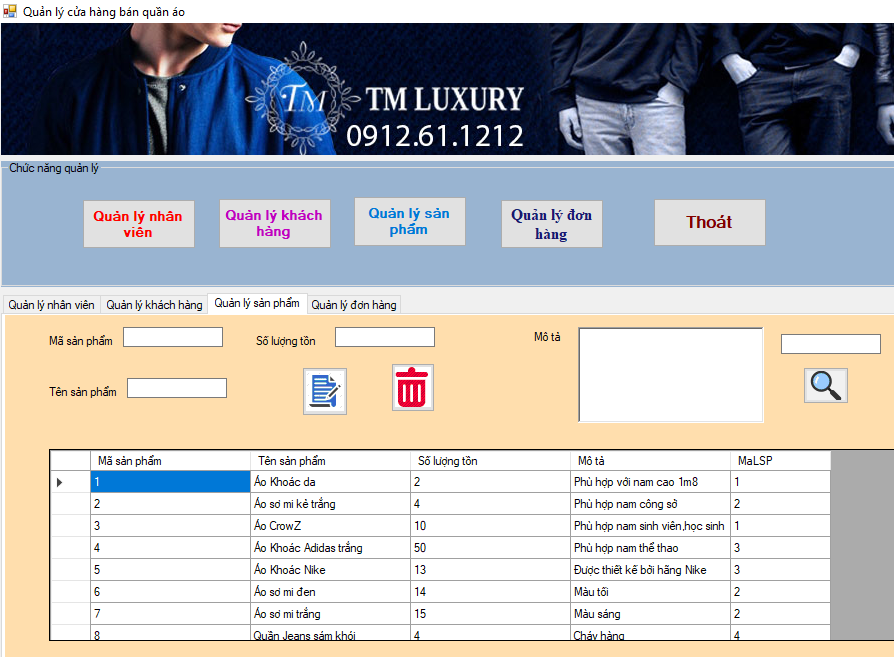 Quản lý cửa hàng bán quần áo
TM
TM LUXURY
0912.61.1212
Chức năng quản lý
Quản lý nhân
viên
Quản lý khách
hàng
Quản lý sản
phẩm
Quản lý đơn
hàng
Thoát
Quản lý nhân viên Quản lý khách hàng Quản lý sản phẩm Quản lý đơn hàng
Mã sản phẩm Số lượng tồn Mô tả
Tên sản phẩm
Mã sản phẩm Tên sản phẩm Số lượng tồn Mô tả MaLSP
1 Áo Khoác da 2 Phù hợp với nam cao 1m8 1
2 Áo sơ mi kẻ trắng 4 Phù hợp nam công sở 2
3 Áo CrowZ 10 Phù hợp nam sinh viên,học sinh 1
4 Áo Khoác Adidas trắng 50 Phù hợp nam thể thao 3
5 Áo Khoác Nike 13 Được thiết kế bởi hãng Nike 3
6 Áo sơ mi đen 14 Màu tối 2
7 Áo sơ mi trắng 15 Màu sáng 2
8 Quần Jeans sám khói 4 Cháy hàng 4